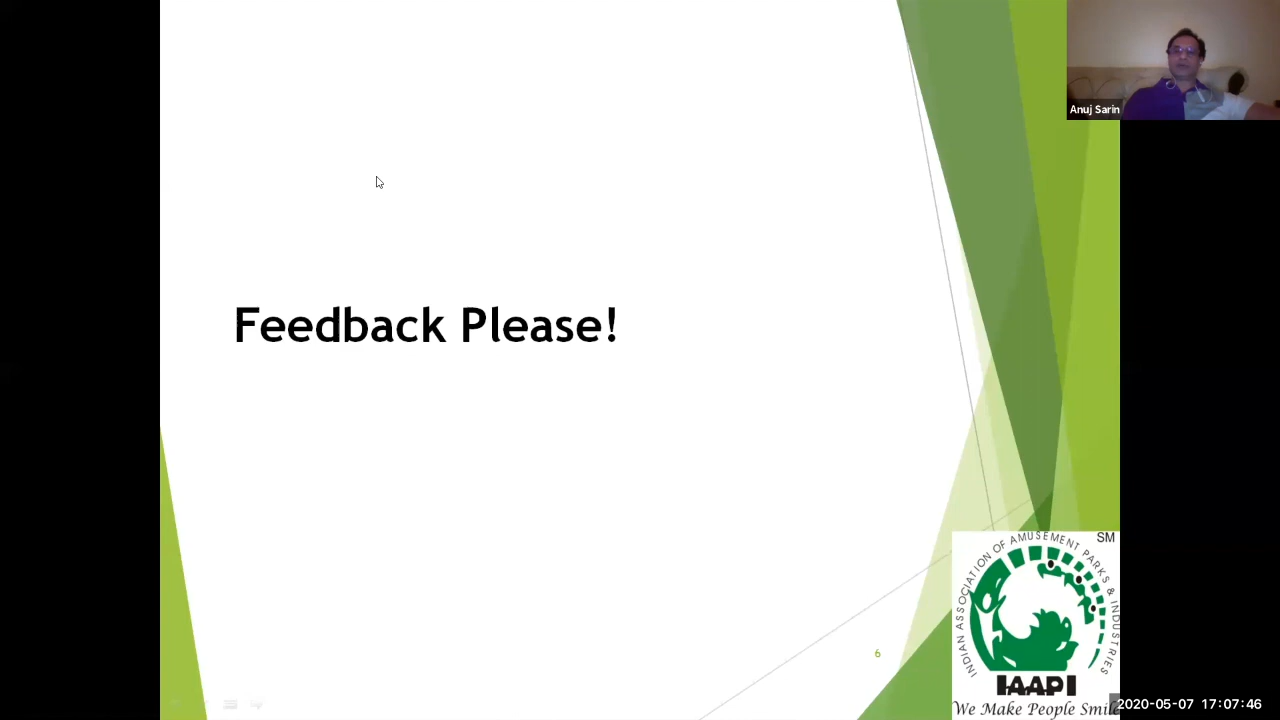 Anuj Sarin
Feedback Please!
INDIAN ASSOCIATION OF AMUSEMENT PARKS & INDUSTRIES
SM
6
IAAPI
We Make People Smile
2020-05-07 17:07:46